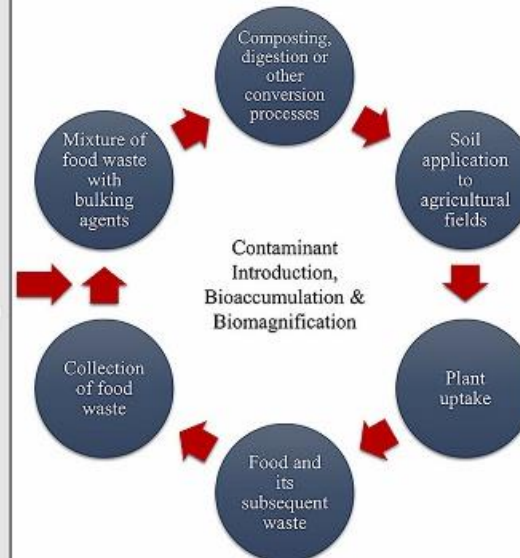 Composting,
digestion or
other
conversion
processes
Soil
application
to
agricultural
fields
Plant
uptake
Food and
its
subsequent
waste
Collection
of food
waste
Mixture of
food waste
with
bulking
agents
Contaminant
Introduction,
Bioaccumulation &
Biomagnification